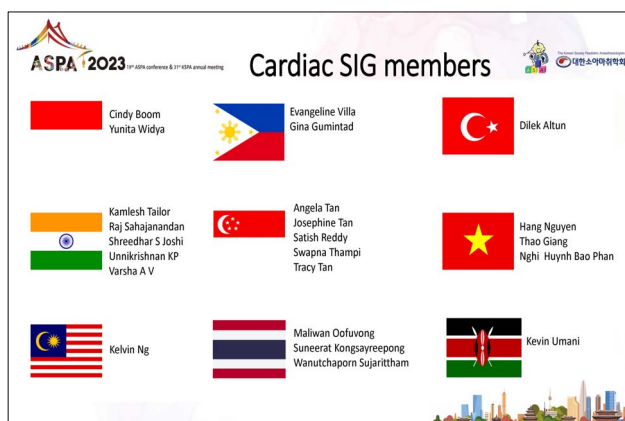 ASPA 2023 19th ASPA conference & 31st KSPA annual meeting
Cardiac SIG members
대한소아마취학회
Cindy Boom
Yunita Widya
Evangeline Villa
Gina Gumintad
Dilek Altun
Kamlesh Tailor
Raj Sahajanandan
Shreedhar S Joshi
Unnikrishnan KP
Varsha A V
Angela Tan
Josephine Tan
Satish Reddy
Swapna Thampi
Tracy Tan
Hang Nguyen
Thao Giang
Nghi Huynh Bao Phan
Kelvin Ng
Maliwan Oofuvong
Suneerat Kongsayreepong
Wanutchaporn Sujarittham
Kevin Umani